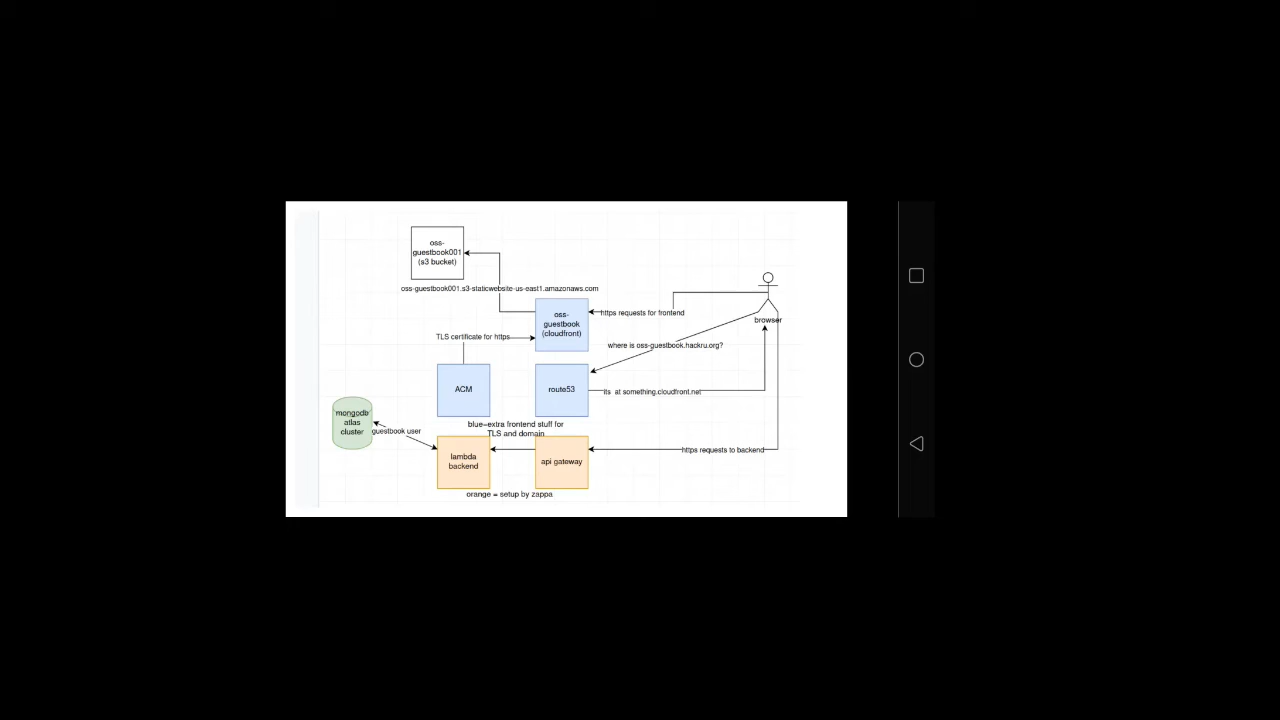 oss-
guestbook001
(s3 bucket)
oss-guestbook001.s3-staticwebsite-us-east1.amazonaws.com
oss-
guestbook
(cloudfront)
https requests for frontend
browser
TLS certificate for https
where is oss-guestbook.hackru.org?
ACM
route53
its at something.cloudfront.net
mongodb
atlas
cluster
guestbook user
blue=extra frontend stuff for
TLS and domain
lambda
backend
api gateway
https requests to backend
orange = setup by zappa